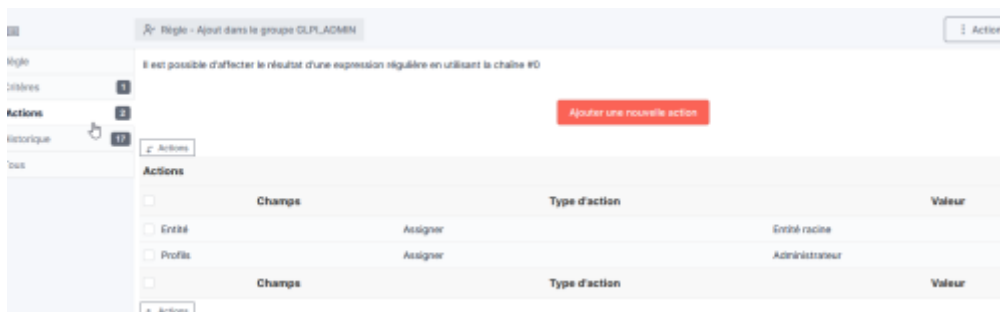 Règle - Ajout dans le groupe GLPI_ADMIN
Action
Règle
Il est possible d'affecter le résultat d'une expression régulière en utilisant la chaîne #0
Critères 1
Actions 2
Ajouter une nouvelle action
Historique 17
Actions
Tous
Actions
Champs Type d'action Valeur
Entité Assigner Entité racine
Profils Assigner Administrateur
Champs Type d'action Valeur
Actions